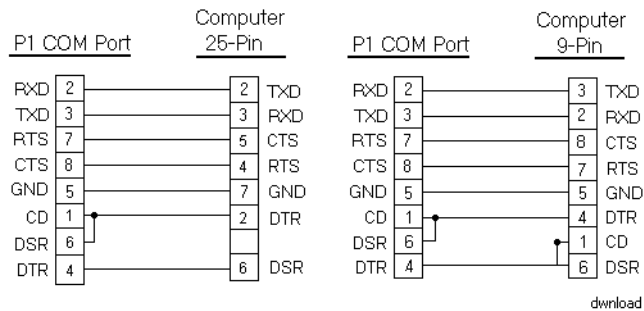 Computer
25-Pin
P1 COM Port
RXD 2 2 TXD
TXD 3 3 RXD
RTS 7 5 CTS
CTS 8 4 RTS
GND 5 7 GND
CD 1 2 DTR
DSR 6
DTR 4 6 DSR
Computer
9-Pin
P1 COM Port
RXD 2 3 TXD
TXD 3 2 RXD
RTS 7 8 CTS
CTS 8 7 RTS
GND 5 5 GND
CD 1 4 DTR
DSR 6 1 CD
DTR 4 6 DSR
dwnload